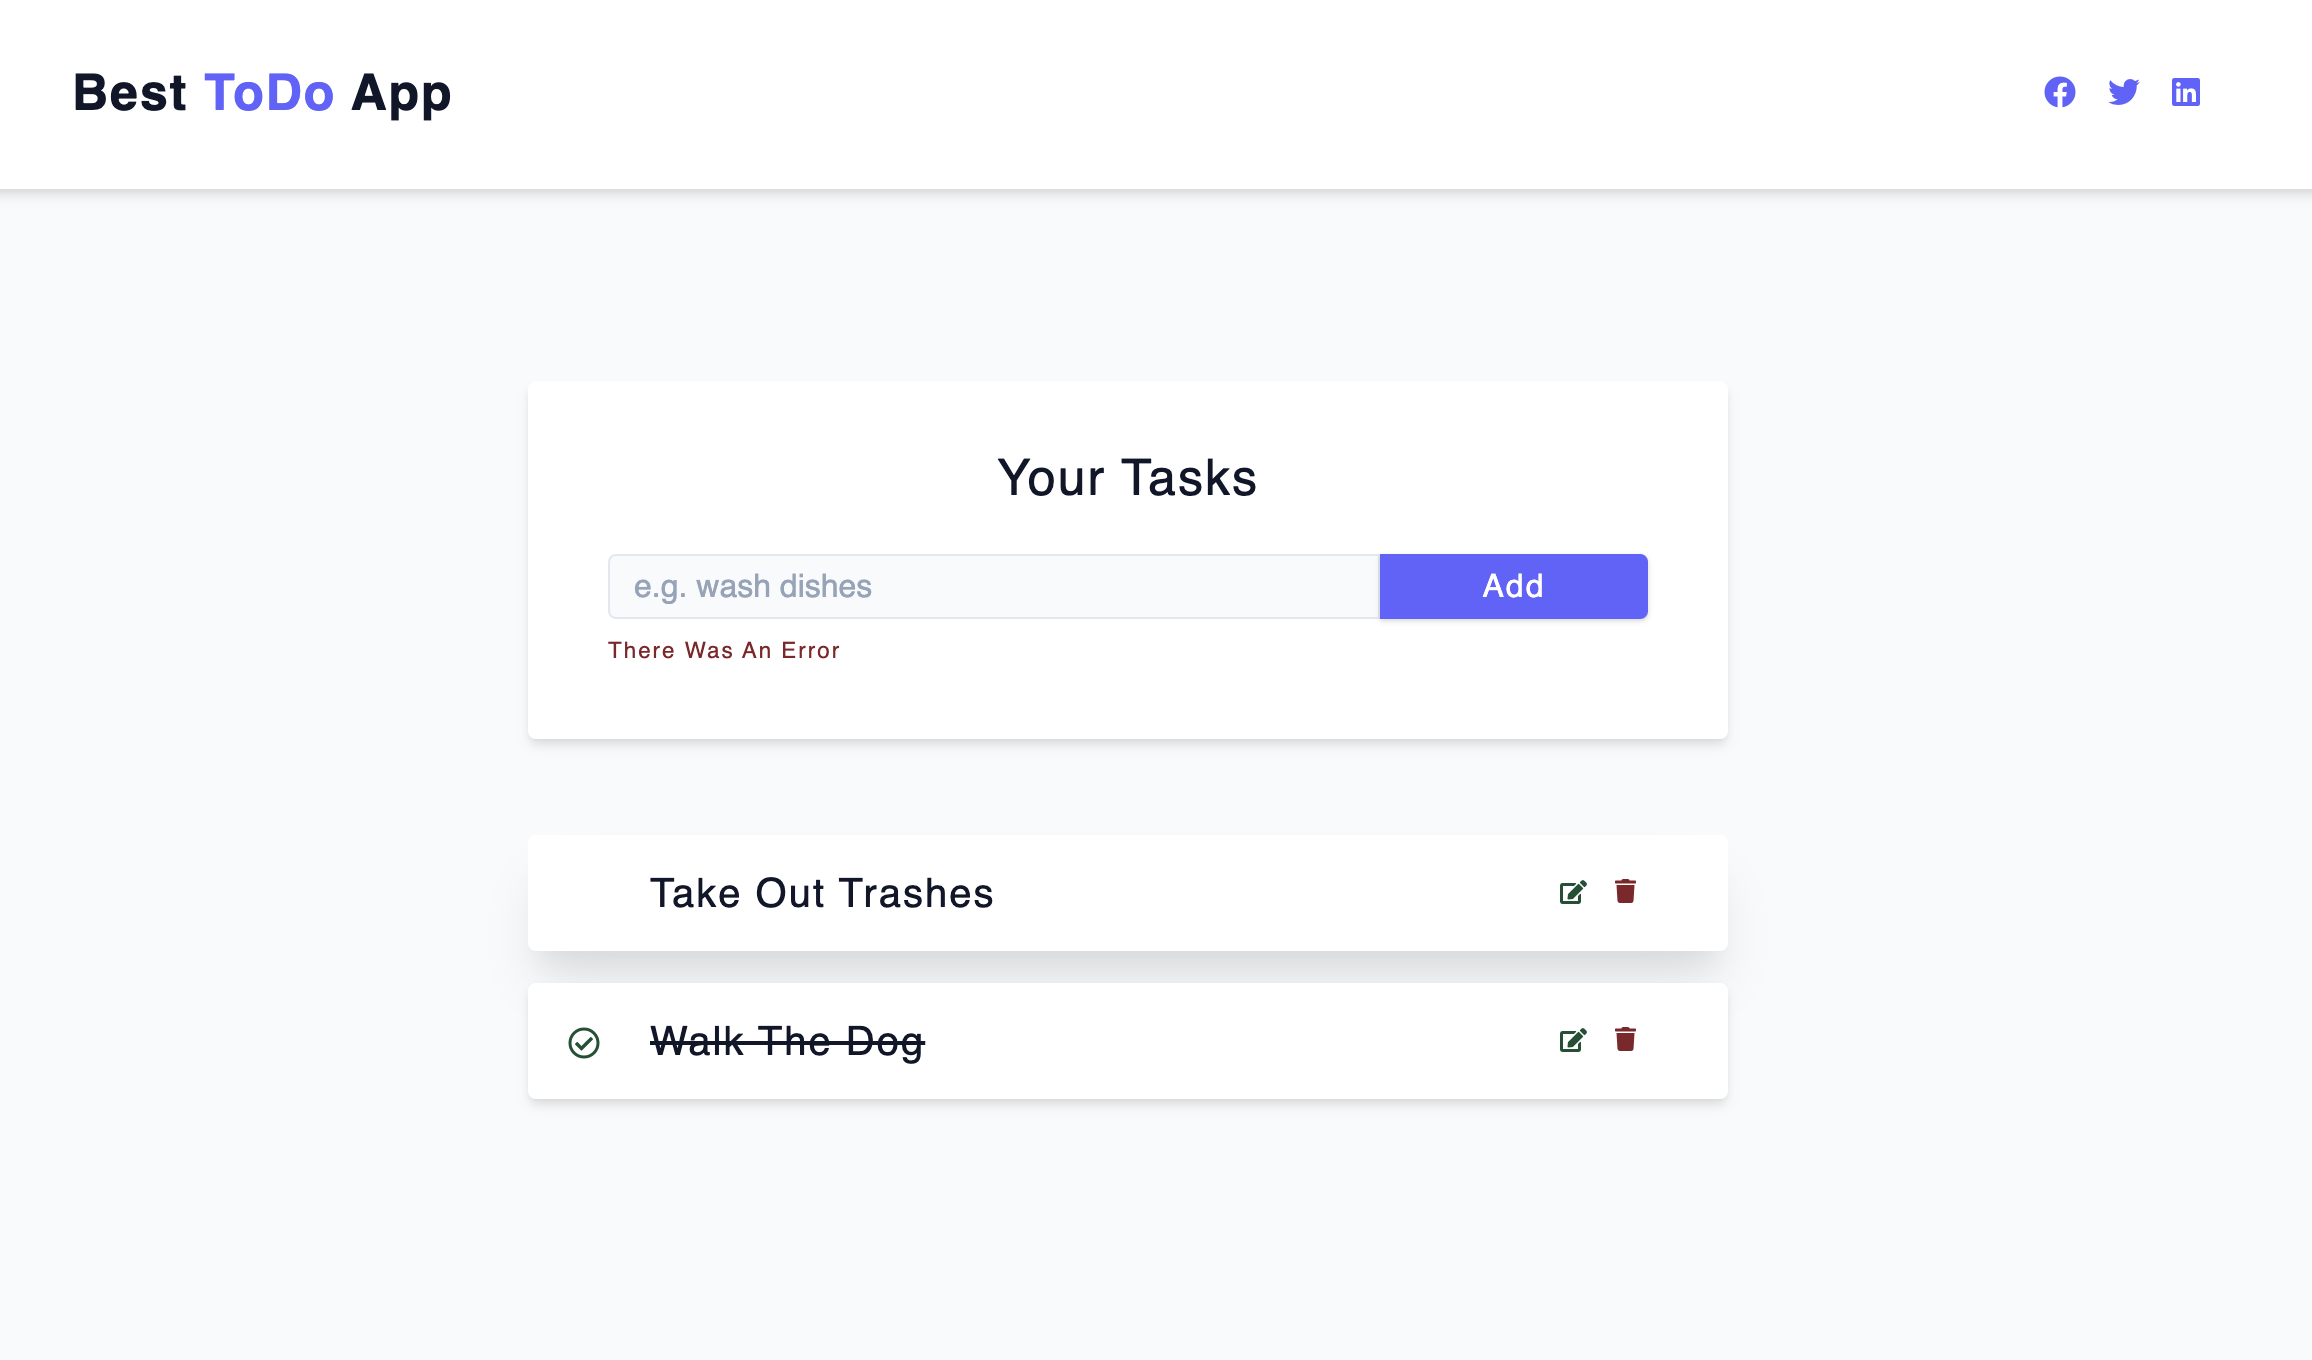 Best ToDo App
Your Tasks
e.g. wash dishes
Add
There Was An Error
Take Out Trashes
Walk The Dog